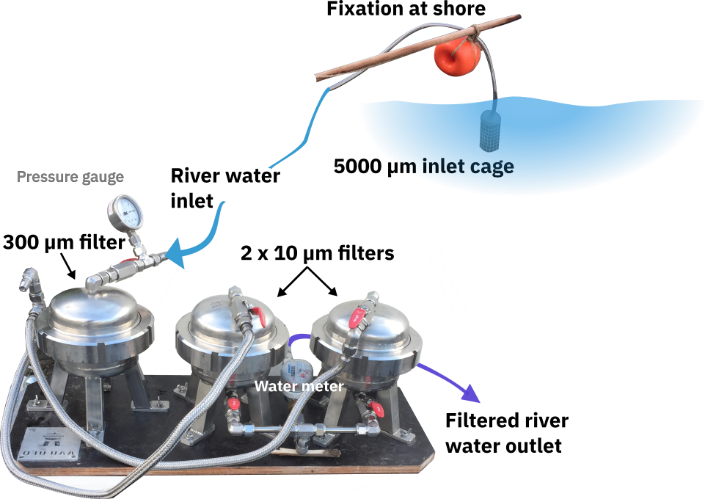 Fixation at shore
5000 µm inlet cage
River water
inlet
Pressure gauge
300 µm filter
2 x 10 µm filters
Water meter
Filtered river
water outlet